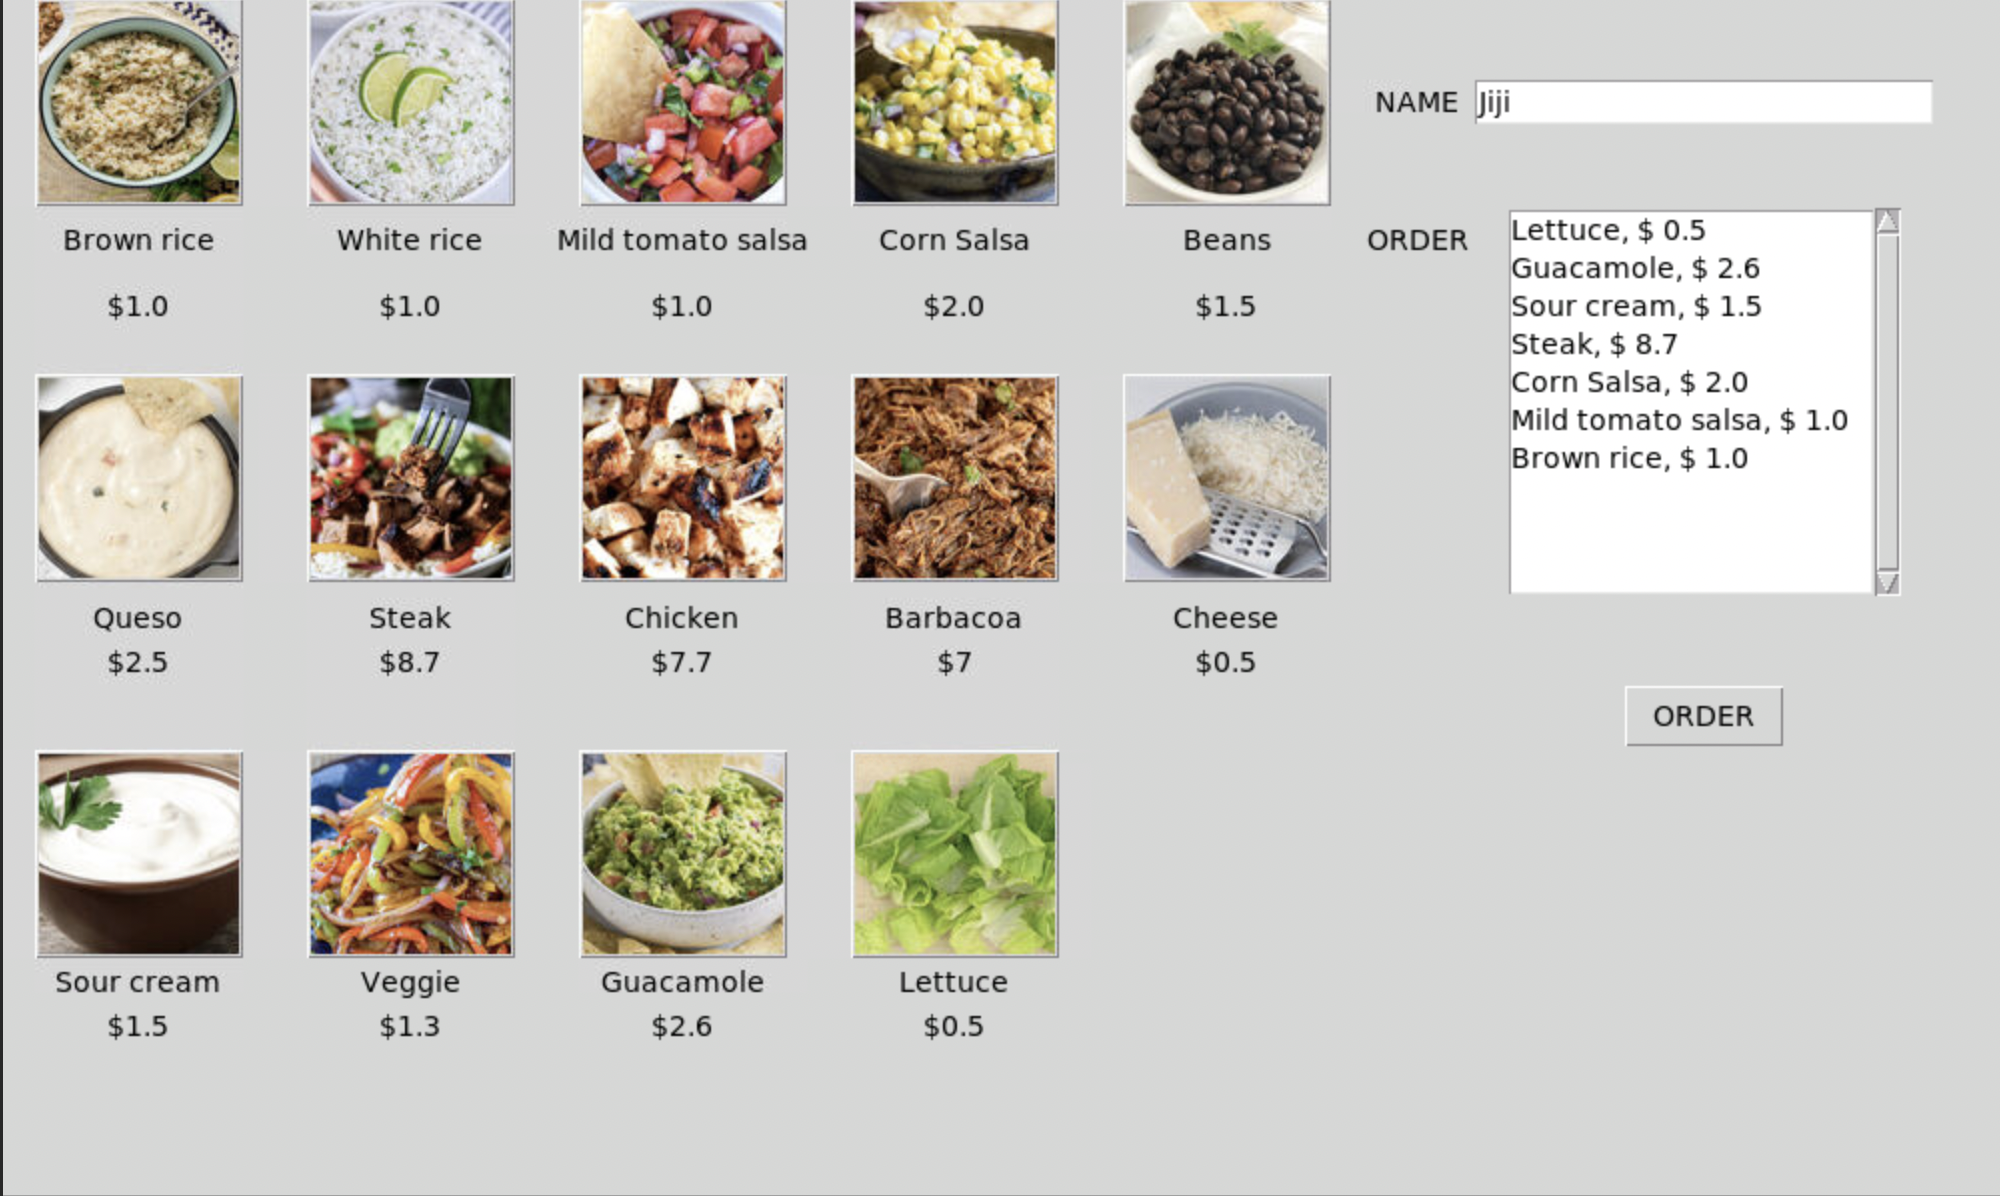 Brown rice
White rice
Mild tomato salsa
Corn Salsa
Beans
$1.0
$1.0
$1.0
$2.0
$1.5
Queso
Steak
Chicken
Barbacoa
Cheese
$2.5
$8.7
$7.7
$7
$0.5
Sour cream
Veggie
Guacamole
Lettuce
$1.5
$1.3
$2.6
$0.5
NAME Jiji
ORDER
Lettuce, $ 0.5
Guacamole, $ 2.6
Sour cream, $ 1.5
Steak, $ 8.7
Corn Salsa, $ 2.0
Mild tomato salsa, $ 1.0
Brown rice, $ 1.0
ORDER